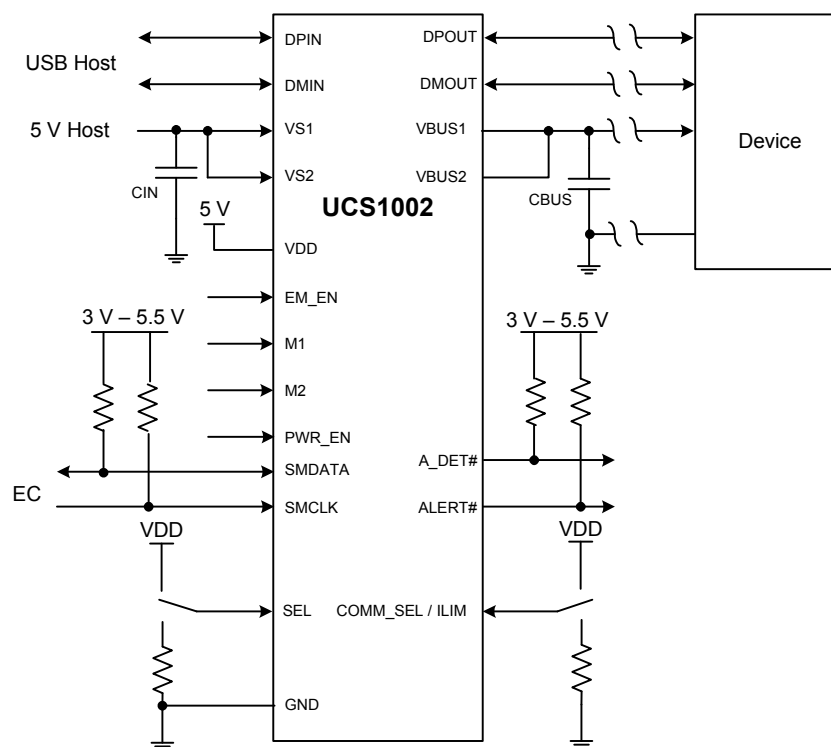 DPIN
DPOUT
USB Host
DMIN
DMOUT
5 V Host
VS1
VBUS1
Device
VS2
VBUS2
CIN
CBUS
UCS1002
5 V
VDD
EM_EN
3 V – 5.5 V
3 V – 5.5 V
M1
M2
PWR_EN
A_DET#
SMDATA
EC
SMCLK
ALERT#
VDD
VDD
SEL
COMM_SEL / ILIM
GND